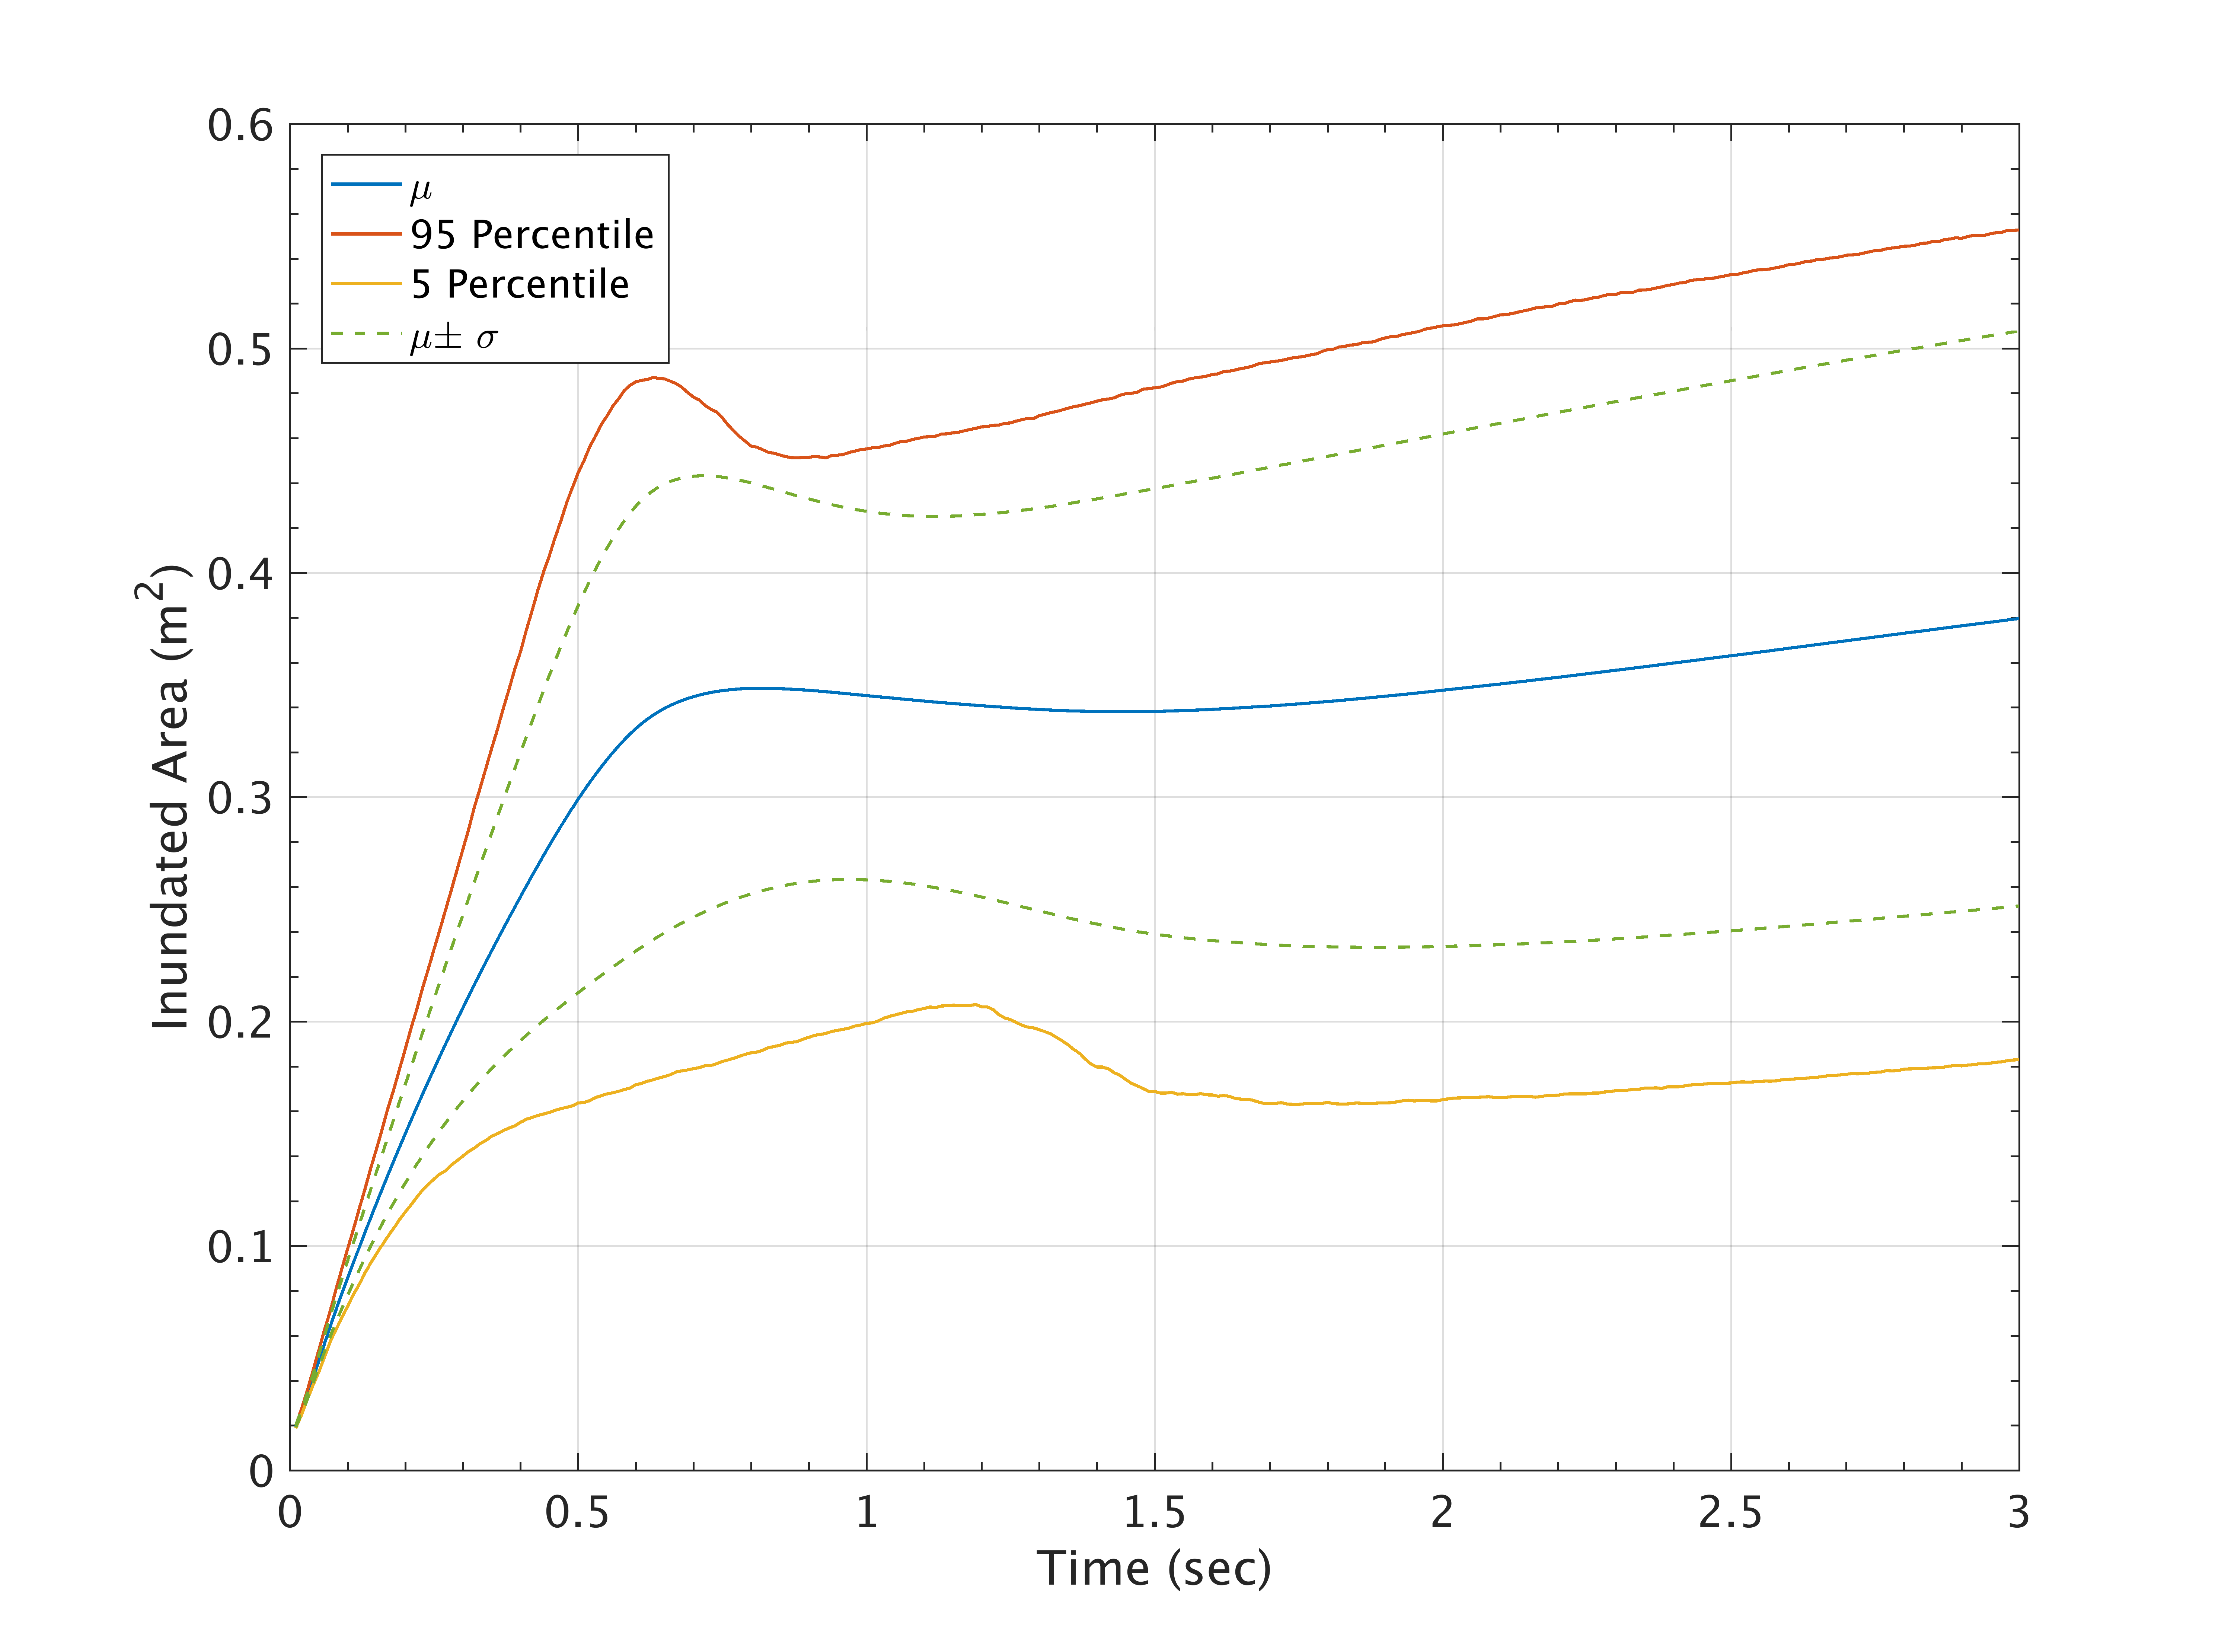 μ
95 Percentile
5 Percentile
μ± σ
0.6
0.5
0.4
0.3
0.2
0.1
0
Inundated Area (m²)
0 0.5 1 1.5 2 2.5 3
Time (sec)